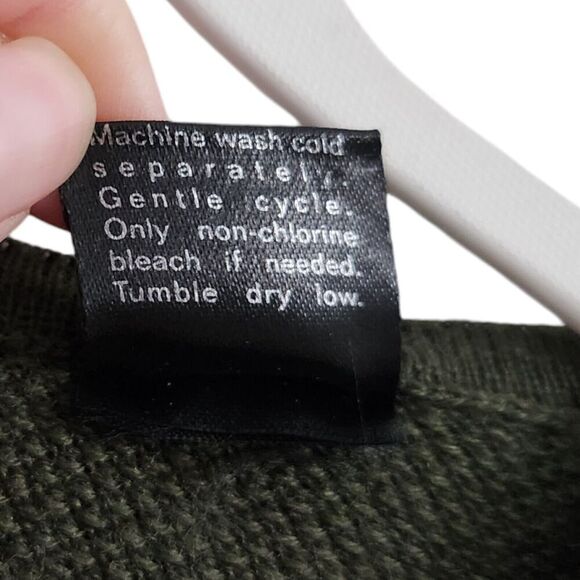 Machine wash cold
separately.
Gentle cycle.
Only non-chlorine
bleach if needed.
Tumble dry low.